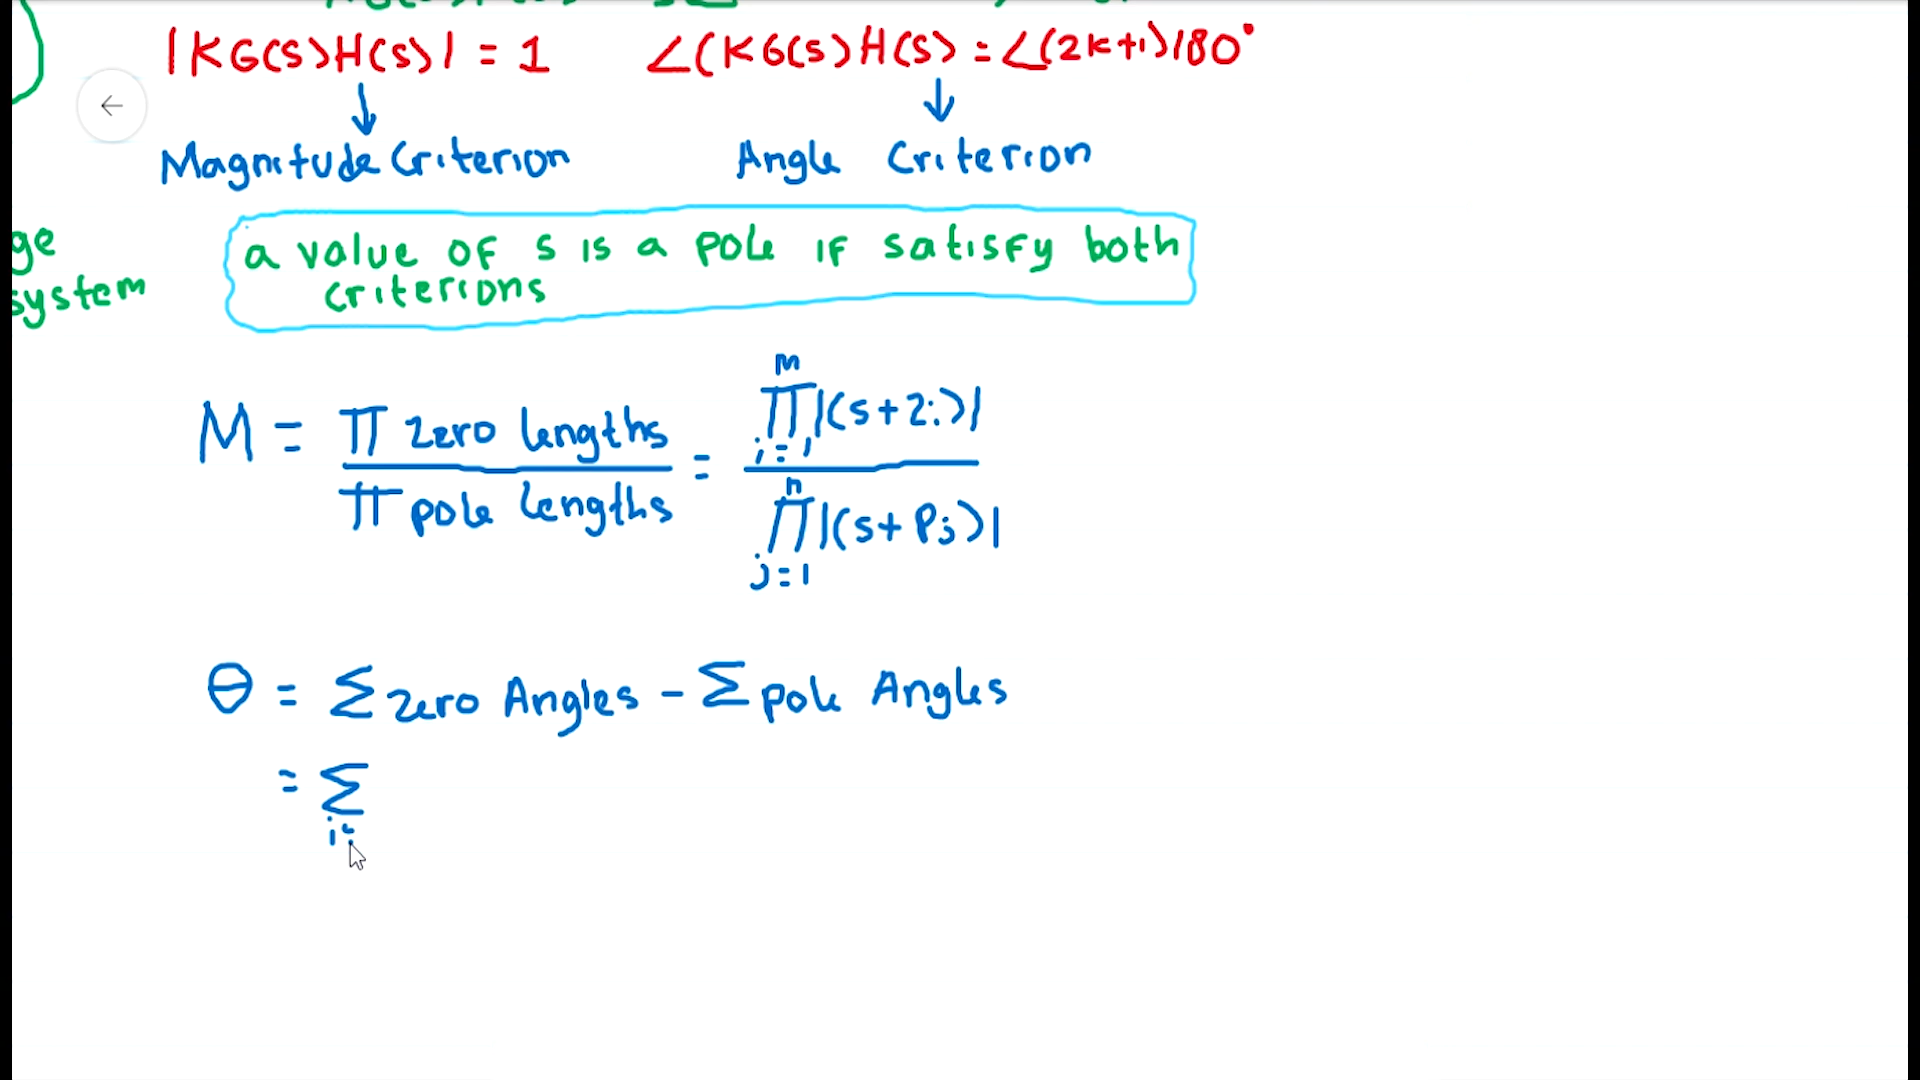 |KG(s)H(s)| = 1 ∠(KG(s)H(s) = ∠(2K+1)180°
Magnitude Criterion Angle Criterion
ge
system
a value OF s is a pole if satisfy both
criterions
M = π zero lengths / π pole lengths = ∏ i=1 M |(s+zi)| / ∏ j=1 n |(s+Pj)|
θ = Σ zero Angles - Σ pole Angles
= Σ i=